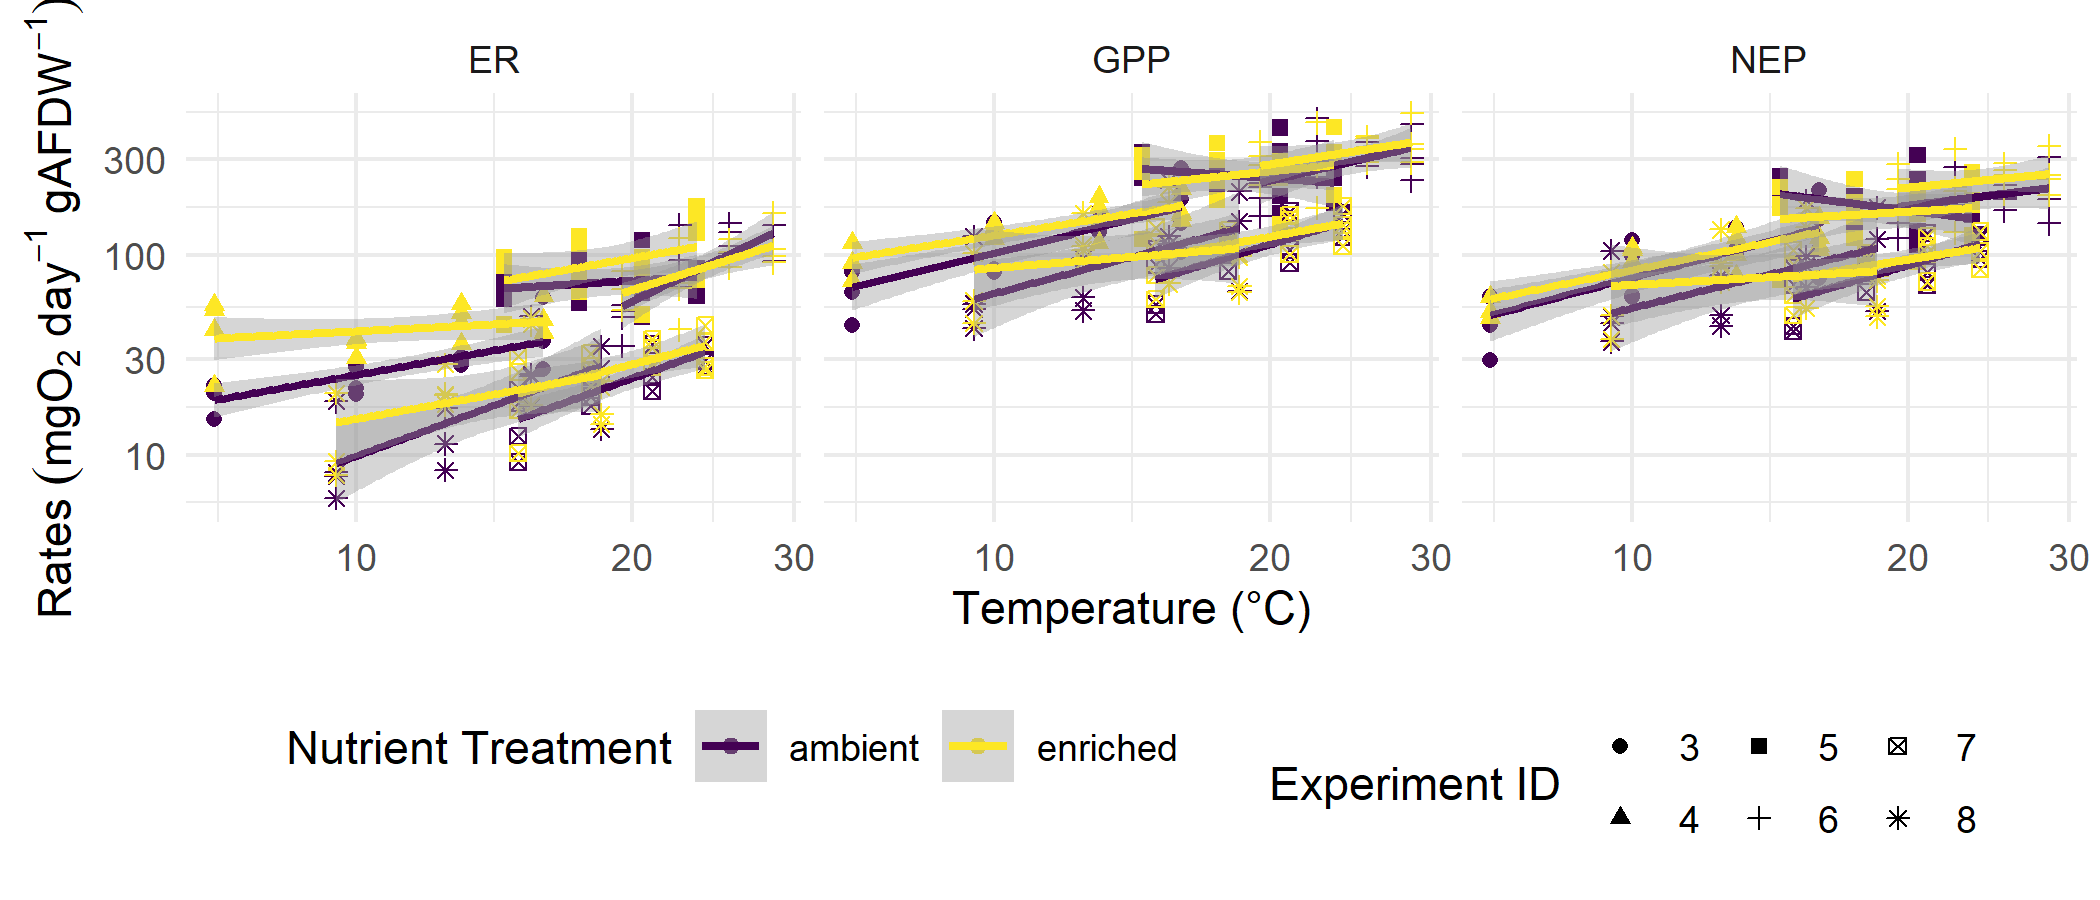 ER GPP NEP
Rates (mgO₂ day⁻¹ gAFDW⁻¹)
300
100
30
10
10 20 30 10 20 30 10 20 30
Temperature (°C)
Nutrient Treatment ambient enriched
Experiment ID
3 5 7
4 6 8